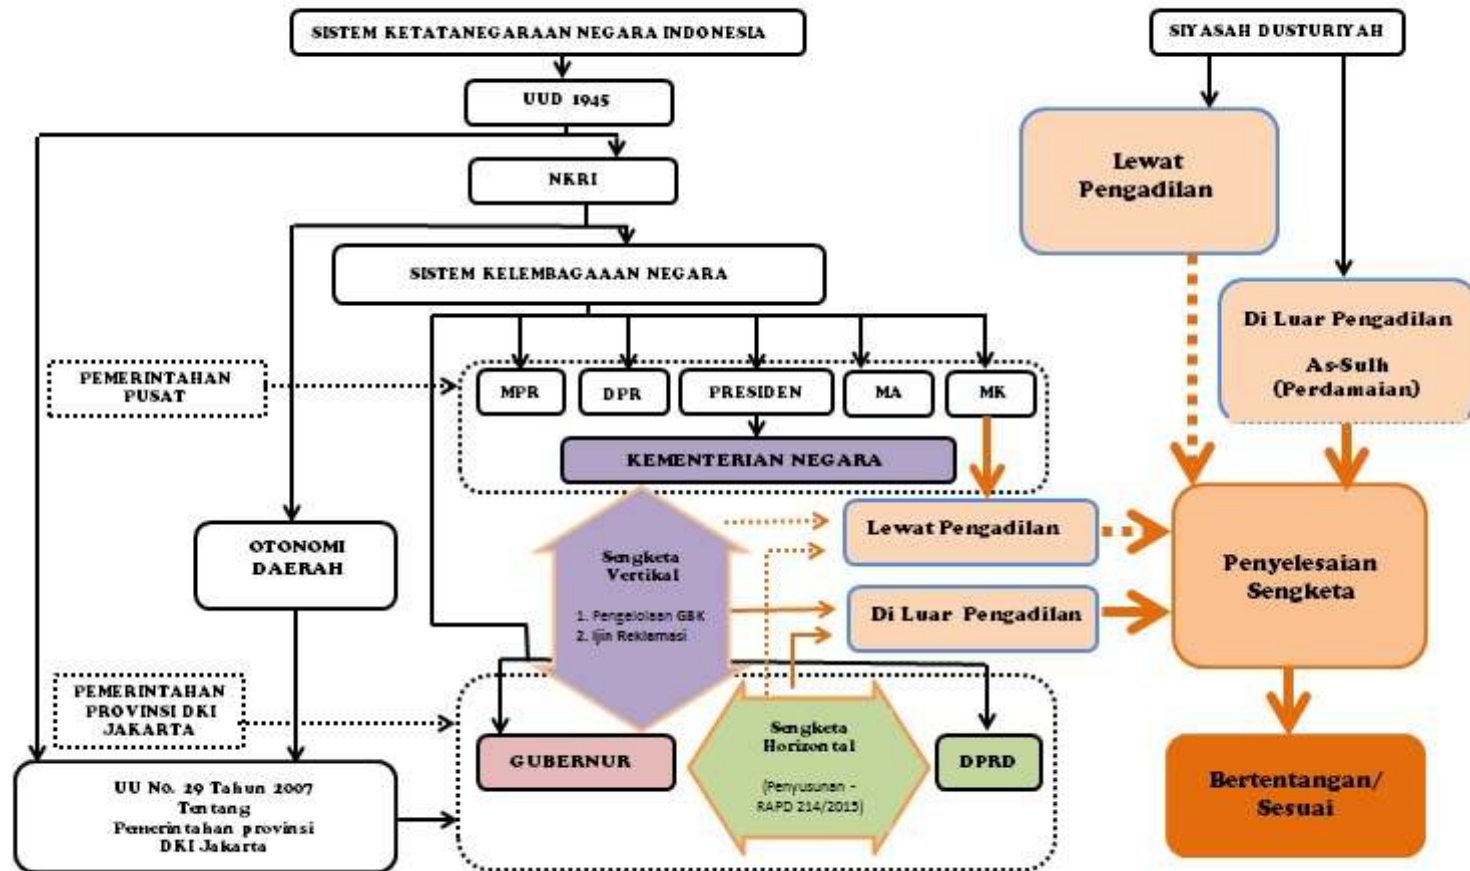 SISTEM KETATANEGARAAN NEGARA INDONESIA
SIYASAH DUSTURIYAH
UUD 1945
Lewat
Pengadilan
NKRI
SISTEM KELEMBAGAAAN NEGARA
Di Luar Pengadilan
As-Sulh
(Perdamaian)
PEMERINTAHAN
PUSAT
MPR
DPR
PRESIDEN
MA
MK
KEMENTERIAN NEGARA
OTONOMI
DAERAH
Sengketa
Vertikal
1. Pengelolaan GBK
2. Ijin Reklamasi
Lewat Pengadilan
Di Luar Pengadilan
Penyelesaian
Sengketa
PEMERINTAHAN
PROVINSI DKI
JAKARTA
GUBERNUR
Sengketa
Horizontal
(Penyusunan -
RAPD 214/2015)
DPRD
Bertentangan/
Sesuai
UU No. 29 Tahun 2007
Tentang
Pemerintahan provinsi
DKI Jakarta